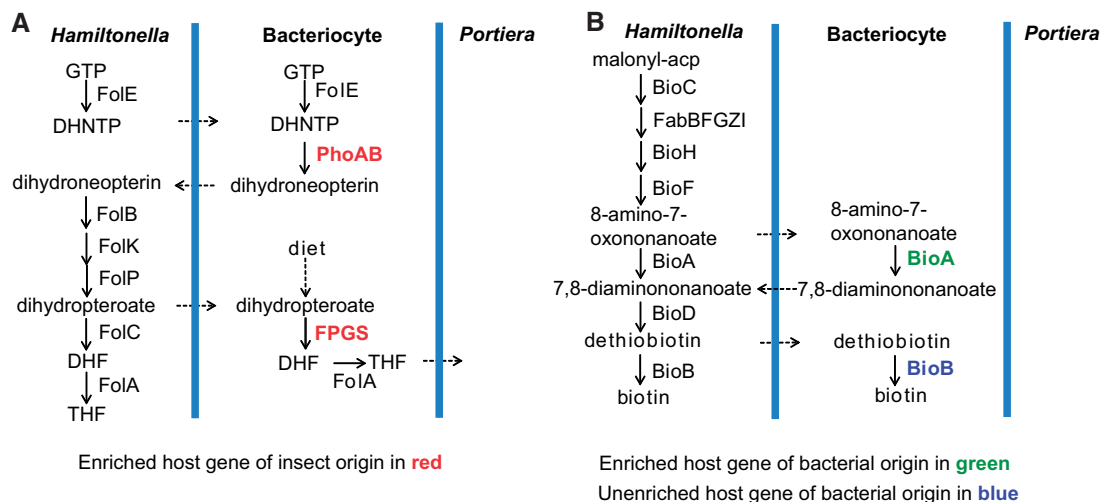 A
Hamiltonella
Bacteriocyte
Portiera
GTP
FolE
DHNTP
dihydroneopterin
FolB
FolK
FolP
dihydropteroate
FolC
DHF
FolA
THF
GTP
FolE
DHNTP
PhoAB
dihydroneopterin
diet
dihydropteroate
FPGS
DHF
THF
FolA
Enriched host gene of insect origin in red
B
Hamiltonella
Bacteriocyte
Portiera
malonyl-acp
BioC
FabBFGZI
BioH
BioF
8-amino-7-
oxononanoate
BioA
7,8-diaminononanoate
BioD
dethiobiotin
BioB
biotin
8-amino-7-
oxononanoate
BioA
7,8-diaminononanoate
dethiobiotin
BioB
biotin
Enriched host gene of bacterial origin in green
Unenriched host gene of bacterial origin in blue